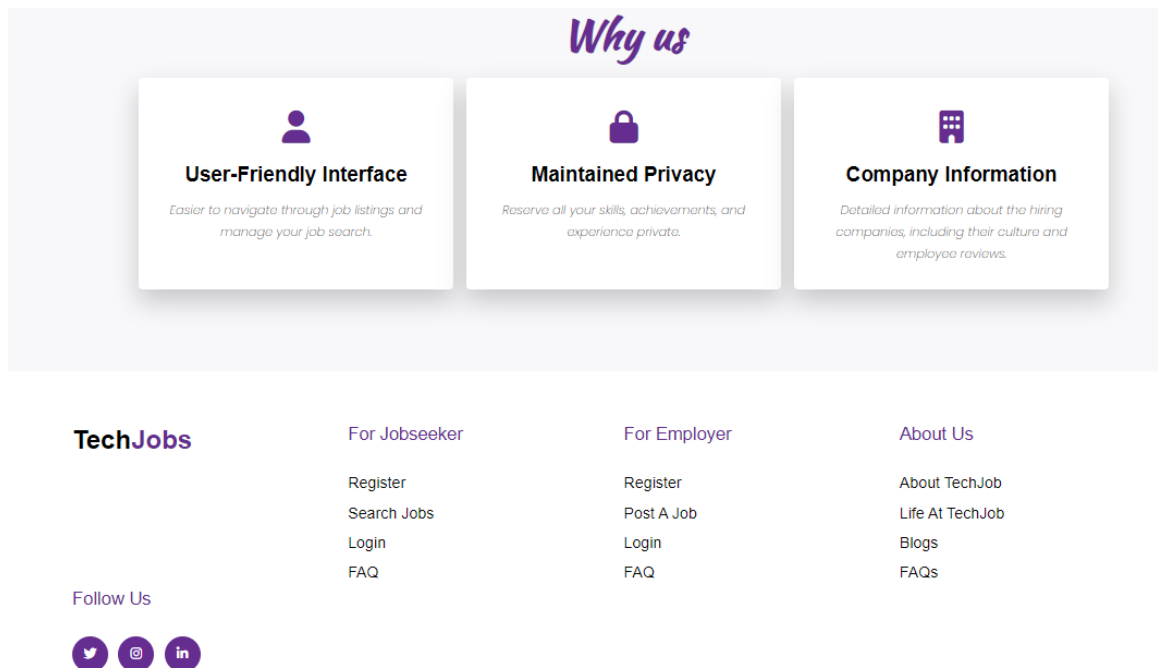 Why us
User-Friendly Interface
Easier to navigate through job listings and
manage your job search.
Maintained Privacy
Reserve all your skills, achievements, and
experience private.
Company Information
Detailed information about the hiring
companies, including their culture and
employee reviews.
TechJobs
For Jobseeker
Register
Search Jobs
Login
FAQ
For Employer
Register
Post A Job
Login
FAQ
About Us
About TechJob
Life At TechJob
Blogs
FAQs
Follow Us
in